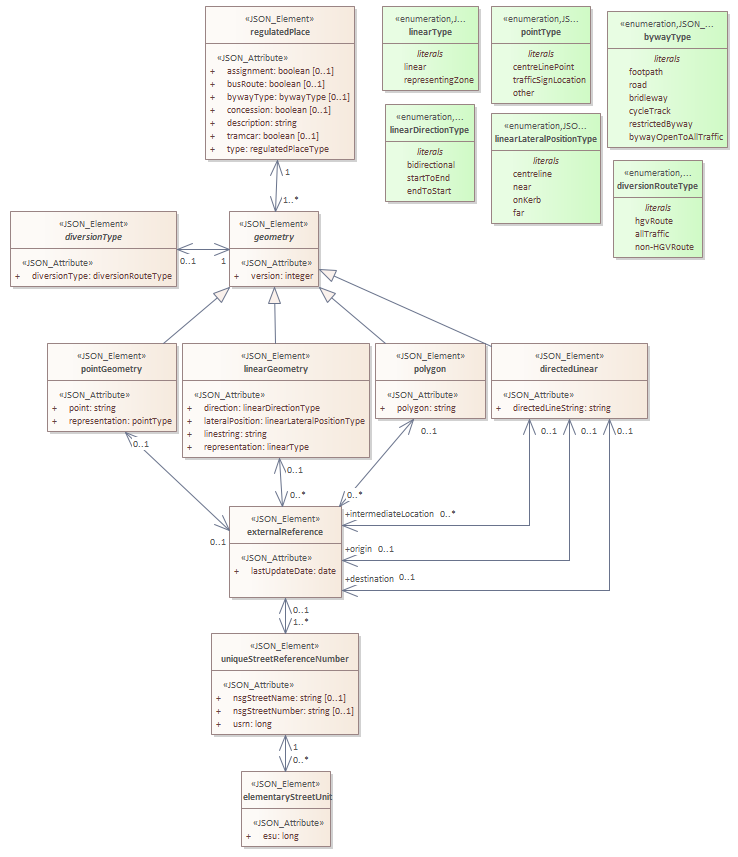 «JSON_Element»
regulatedPlace
«JSON_Attribute»
+ assignment: boolean [0..1]
+ busRoute: boolean [0..1]
+ bywayType: bywayType [0..1]
+ concession: boolean [0..1]
+ description: string
+ tramcar: boolean [0..1]
+ type: regulatedPlaceType
«enumeration,J...
linearType
literals
linear
representingZone
«enumeration,JS...
pointType
literals
centreLinePoint
trafficSignLocation
other
«enumeration,JSON_...
bywayType
literals
footpath
road
bridleway
cycleTrack
restrictedByway
bywayOpenToAllTraffic
«enumeration,...
linearDirectionType
literals
bidirectional
startToEnd
endToStart
«enumeration,JSO...
linearLateralPositionType
literals
centreline
near
onKerb
far
«enumeration,...
diversionRouteType
literals
hgvRoute
allTraffic
non-HGVRoute
1
1..*
«JSON_Element»
diversionType
«JSON_Attribute»
+ diversionType: diversionRouteType
0..1
1
«JSON_Element»
geometry
«JSON_Attribute»
+ version: integer
«JSON_Element»
pointGeometry
«JSON_Attribute»
+ point: string
+ representation: pointType
«JSON_Element»
linearGeometry
«JSON_Attribute»
+ direction: linearDirectionType
+ lateralPosition: linearLateralPositionType
+ linestring: string
+ representation: linearType
«JSON_Element»
polygon
«JSON_Attribute»
+ polygon: string
«JSON_Element»
directedLinear
«JSON_Attribute»
+ directedLineString: string
0..1
0..1
0..1
0..1
0..1
0..1
0..1
0..*
0..*
«JSON_Element»
externalReference
«JSON_Attribute»
+ lastUpdateDate: date
+intermediateLocation 0..*
+origin 0..1
+destination 0..1
0..1
1..*
«JSON_Element»
uniqueStreetReferenceNumber
«JSON_Attribute»
+ nsgStreetName: string [0..1]
+ nsgStreetNumber: string [0..1]
+ usrn: long
1
0..*
«JSON_Element»
elementaryStreetUnit
«JSON_Attribute»
+ esu: long